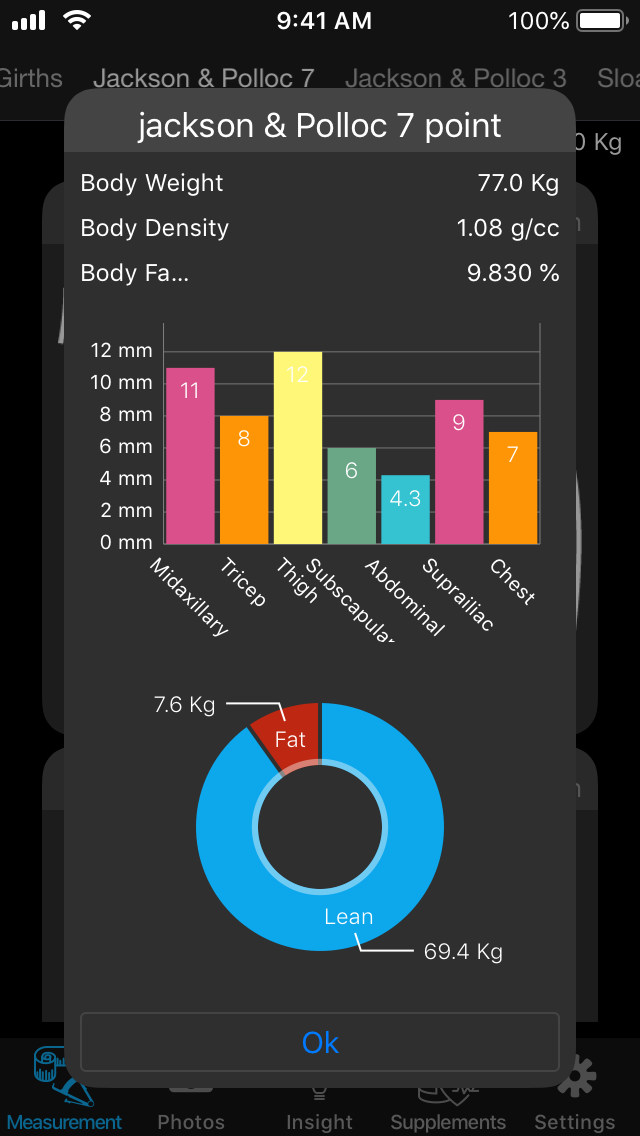 9:41 AM 100%
Girths Jackson & Polloc 7 Jackson & Polloc 3 Sloa
jackson & Polloc 7 point
0 Kg
Body Weight 77.0 Kg
Body Density 1.08 g/cc
Body Fa... 9.830 %
12 mm
10 mm
8 mm
6 mm
4 mm
2 mm
0 mm
11 8 12 6 4.3 9 7
Midaxillary Tricep Thigh Subscapular Abdominal Suprailiac Chest
7.6 Kg
Fat
Lean
69.4 Kg
Ok
Measurement Photos Insight Supplements Settings